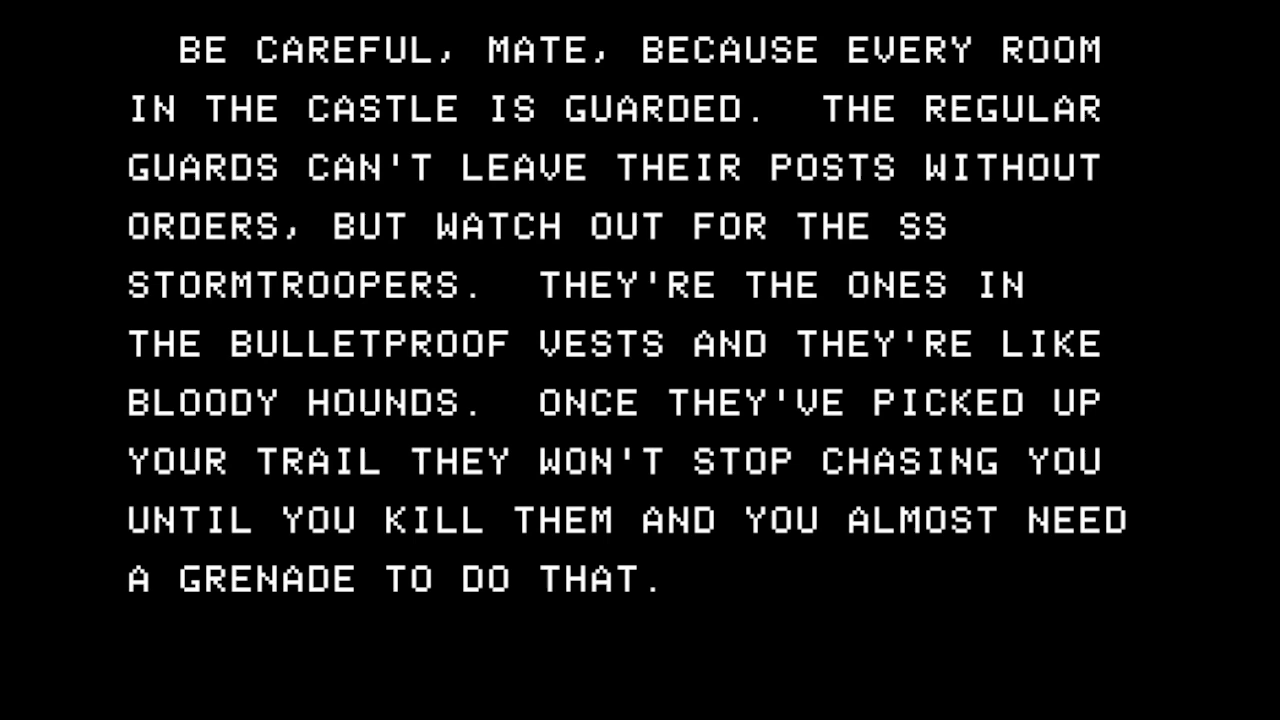 BE CAREFUL, MATE, BECAUSE EVERY ROOM
IN THE CASTLE IS GUARDED.  THE REGULAR
GUARDS CAN'T LEAVE THEIR POSTS WITHOUT
ORDERS, BUT WATCH OUT FOR THE SS
STORMTROOPERS.  THEY'RE THE ONES IN
THE BULLETPROOF VESTS AND THEY'RE LIKE
BLOODY HOUNDS.  ONCE THEY'VE PICKED UP
YOUR TRAIL THEY WON'T STOP CHASING YOU
UNTIL YOU KILL THEM AND YOU ALMOST NEED
A GRENADE TO DO THAT.